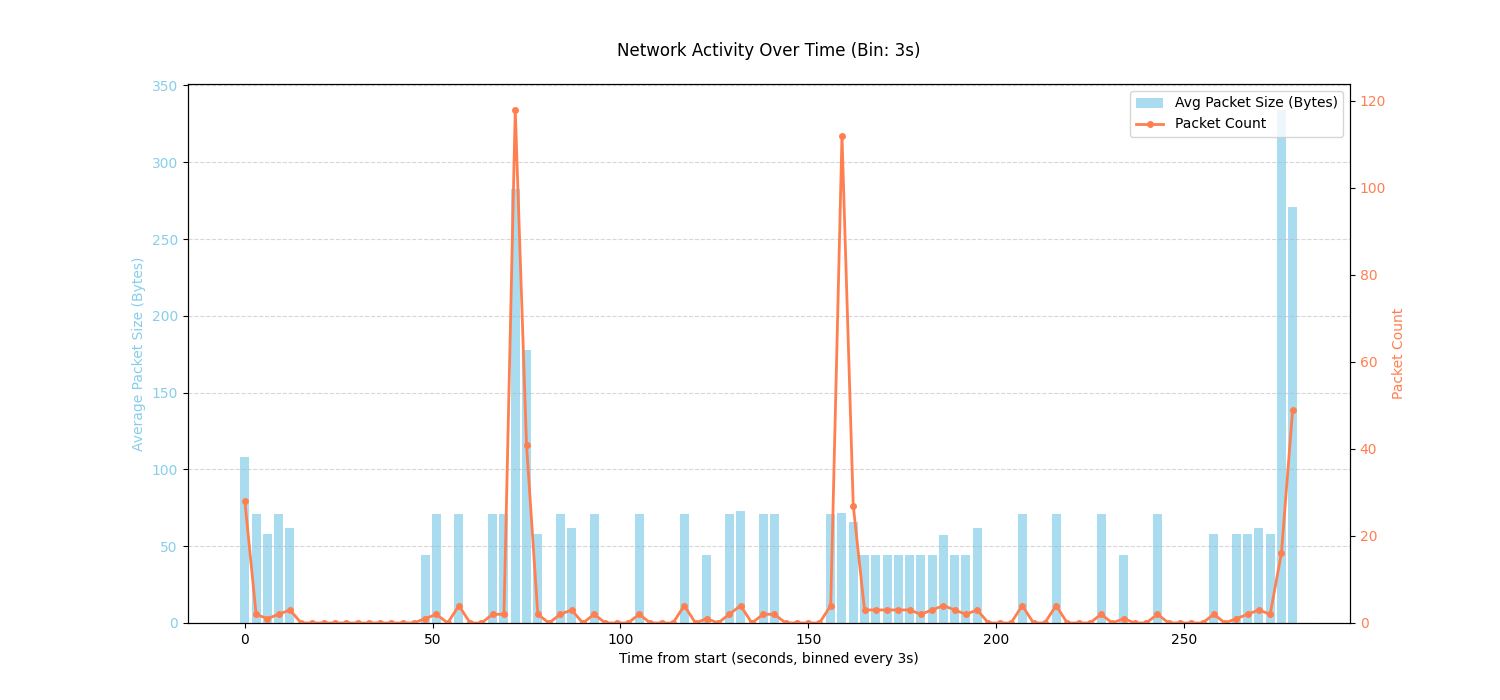 Network Activity Over Time (Bin: 3s)
Avg Packet Size (Bytes)
Packet Count
Average Packet Size (Bytes)
350
300
250
200
150
100
50
0
120
100
80
60
40
20
0
Packet Count
0 50 100 150 200 250
Time from start (seconds, binned every 3s)